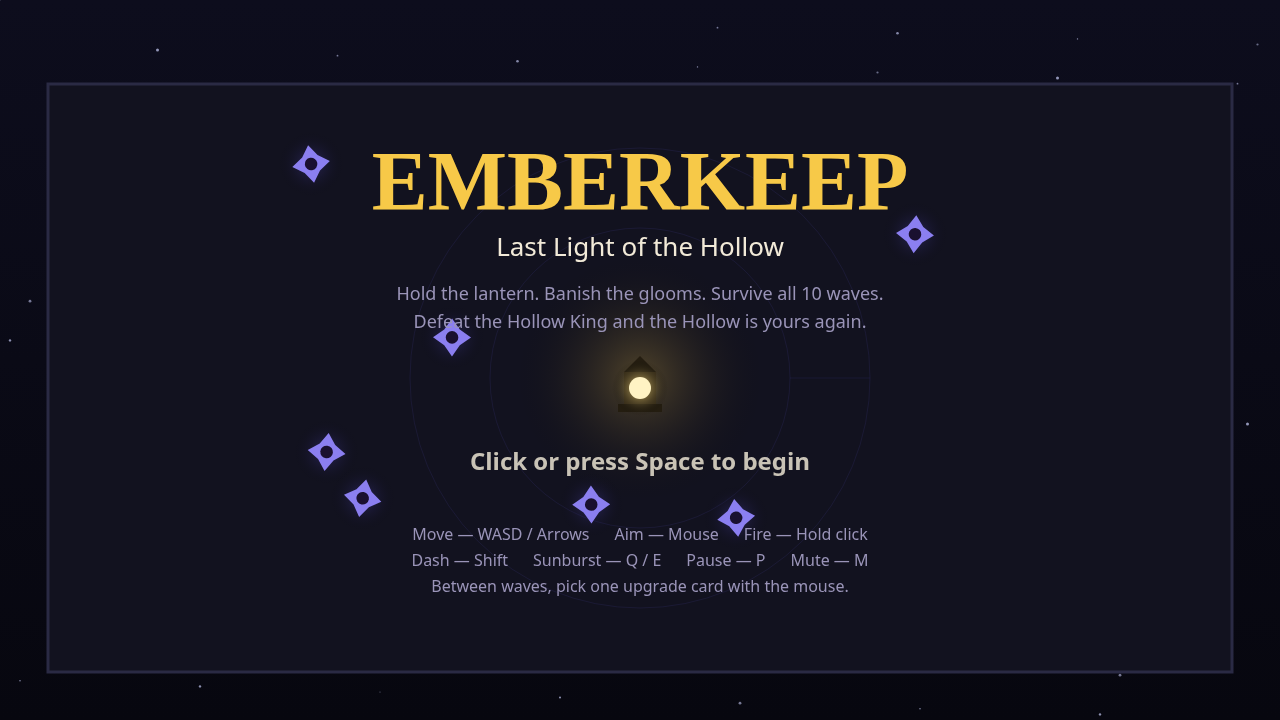 EMBERKEEP
Last Light of the Hollow
Hold the lantern. Banish the glooms. Survive all 10 waves.
Defeat the Hollow King and the Hollow is yours again.
Click or press Space to begin
Move — WASD / Arrows Aim — Mouse Fire — Hold click
Dash — Shift Sunburst — Q / E Pause — P Mute — M
Between waves, pick one upgrade card with the mouse.